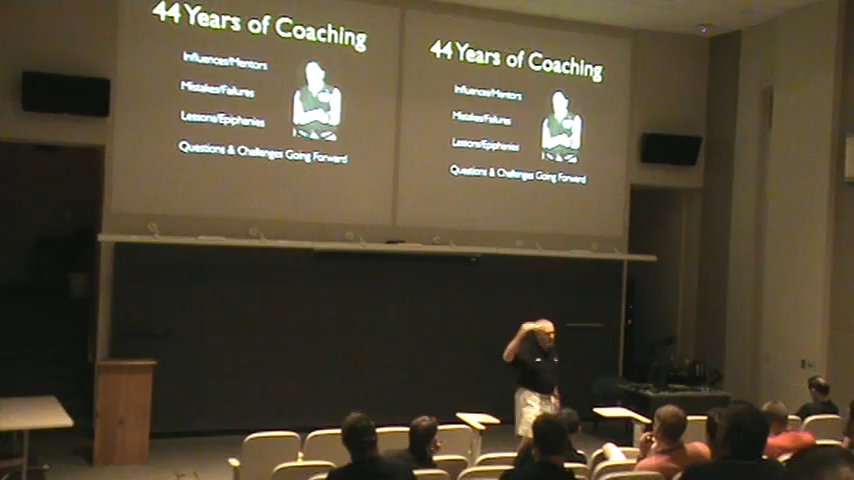 44 Years of Coaching
Influences/Mentors
Mistakes/Failures
Lessons/Epiphanies
Questions & Challenges Going Forward
44 Years of Coaching
Influences/Mentors
Mistakes/Failures
Lessons/Epiphanies
Questions & Challenges Going Forward